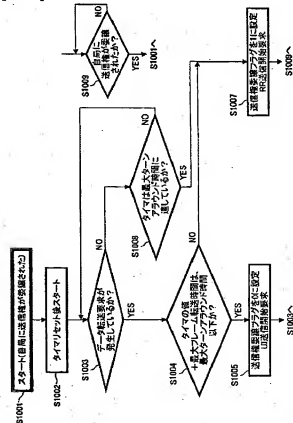 S1001
スタート(自局に送信権が委譲された)
S1002
タイマリセット後スタート
S1003
データ転送要求が
発生しているか?
NO
YES
S1004
タイマの値
+最大フレーム転送時間は、
最大ターンアラウンド時間
以下か?
NO
YES
S1005
送信権委譲フラグを0に設定
UI送信開始要求
S1003へ
S1008
タイマは最大ターン
アラウンド時間に
達しているか?
NO
YES
S1007
送信権委譲フラグを1に設定
RR送信開始要求
S1009へ
S1009
自局に
送信権が委譲
されたか?
NO
YES
S1001へ